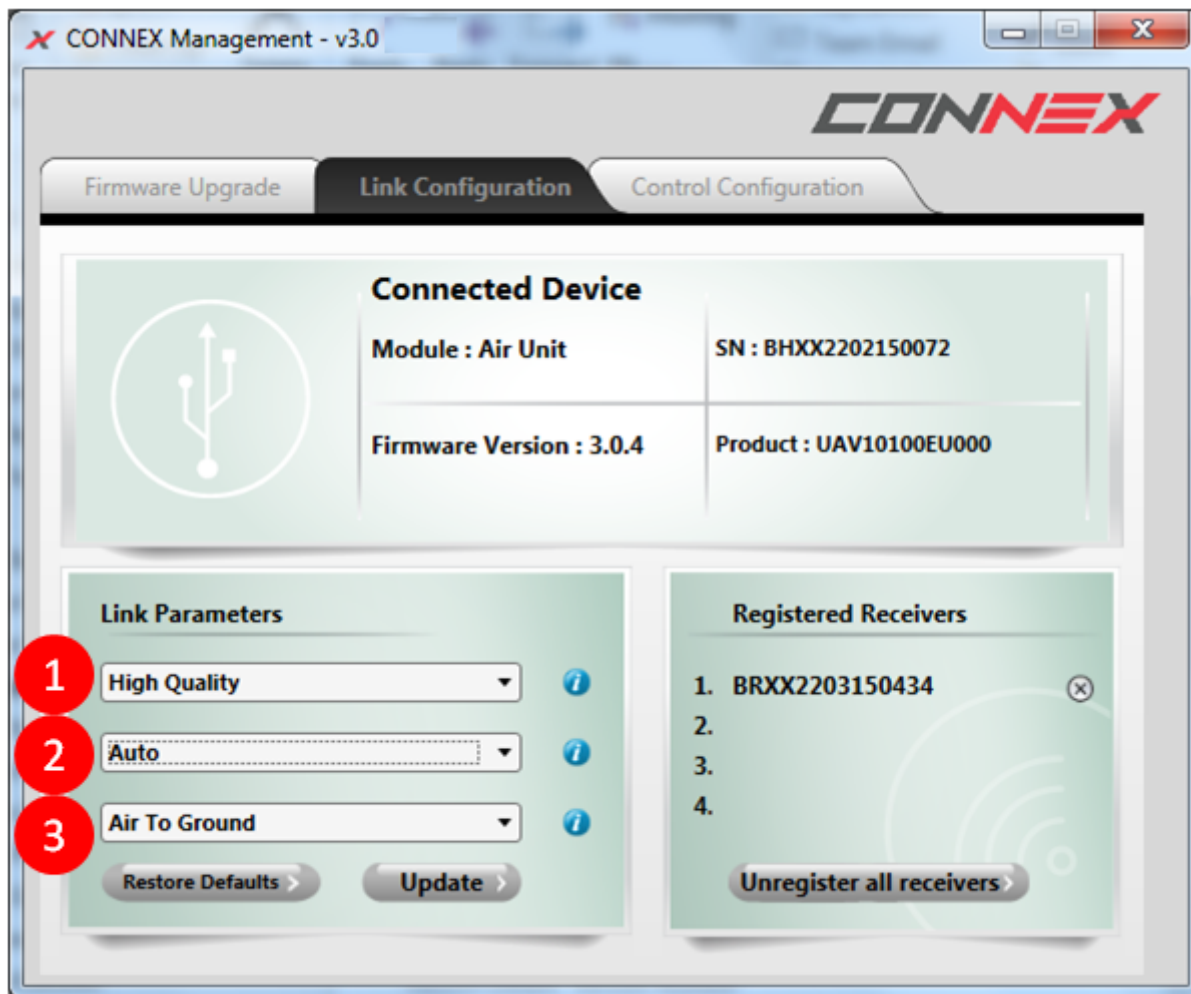 CONNEX Management - v3.0
CONNEX
Firmware Upgrade
Link Configuration
Control Configuration
Connected Device
Module : Air Unit
SN : BHXX2202150072
Firmware Version : 3.0.4
Product : UAV10100EU000
Link Parameters
1
High Quality
2
Auto
3
Air To Ground
Restore Defaults
Update
Registered Receivers
1. BRXX2203150434
2.
3.
4.
Unregister all receivers